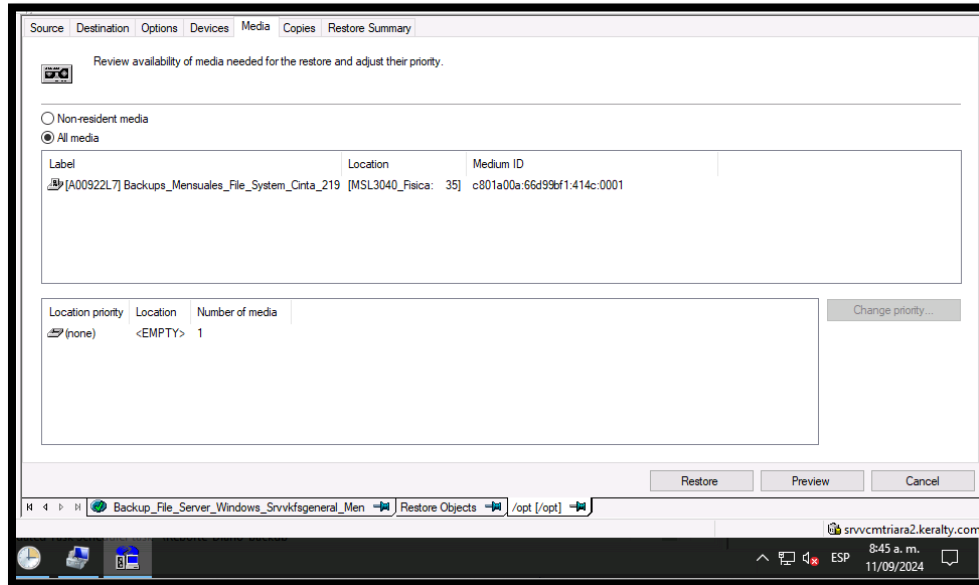 Source Destination Options Devices Media Copies Restore Summary
Review availability of media needed for the restore and adjust their priority.
Non-resident media
All media
Label Location Medium ID
[A00922L7] Backups_Mensuales_File_System_Cinta_219 [MSL3040_Fisica: 35] c801a00a:66d99bf1:414c:0001
Location priority Location Number of media
Change priority...
(none) <EMPTY> 1
Restore Preview Cancel
Backup_File_Server_Windows_Srvvkfsgeneral_Men Restore Objects /opt [/opt]
srvvcmtriara2.keralty.com
ESP
8:45 a. m.
11/09/2024